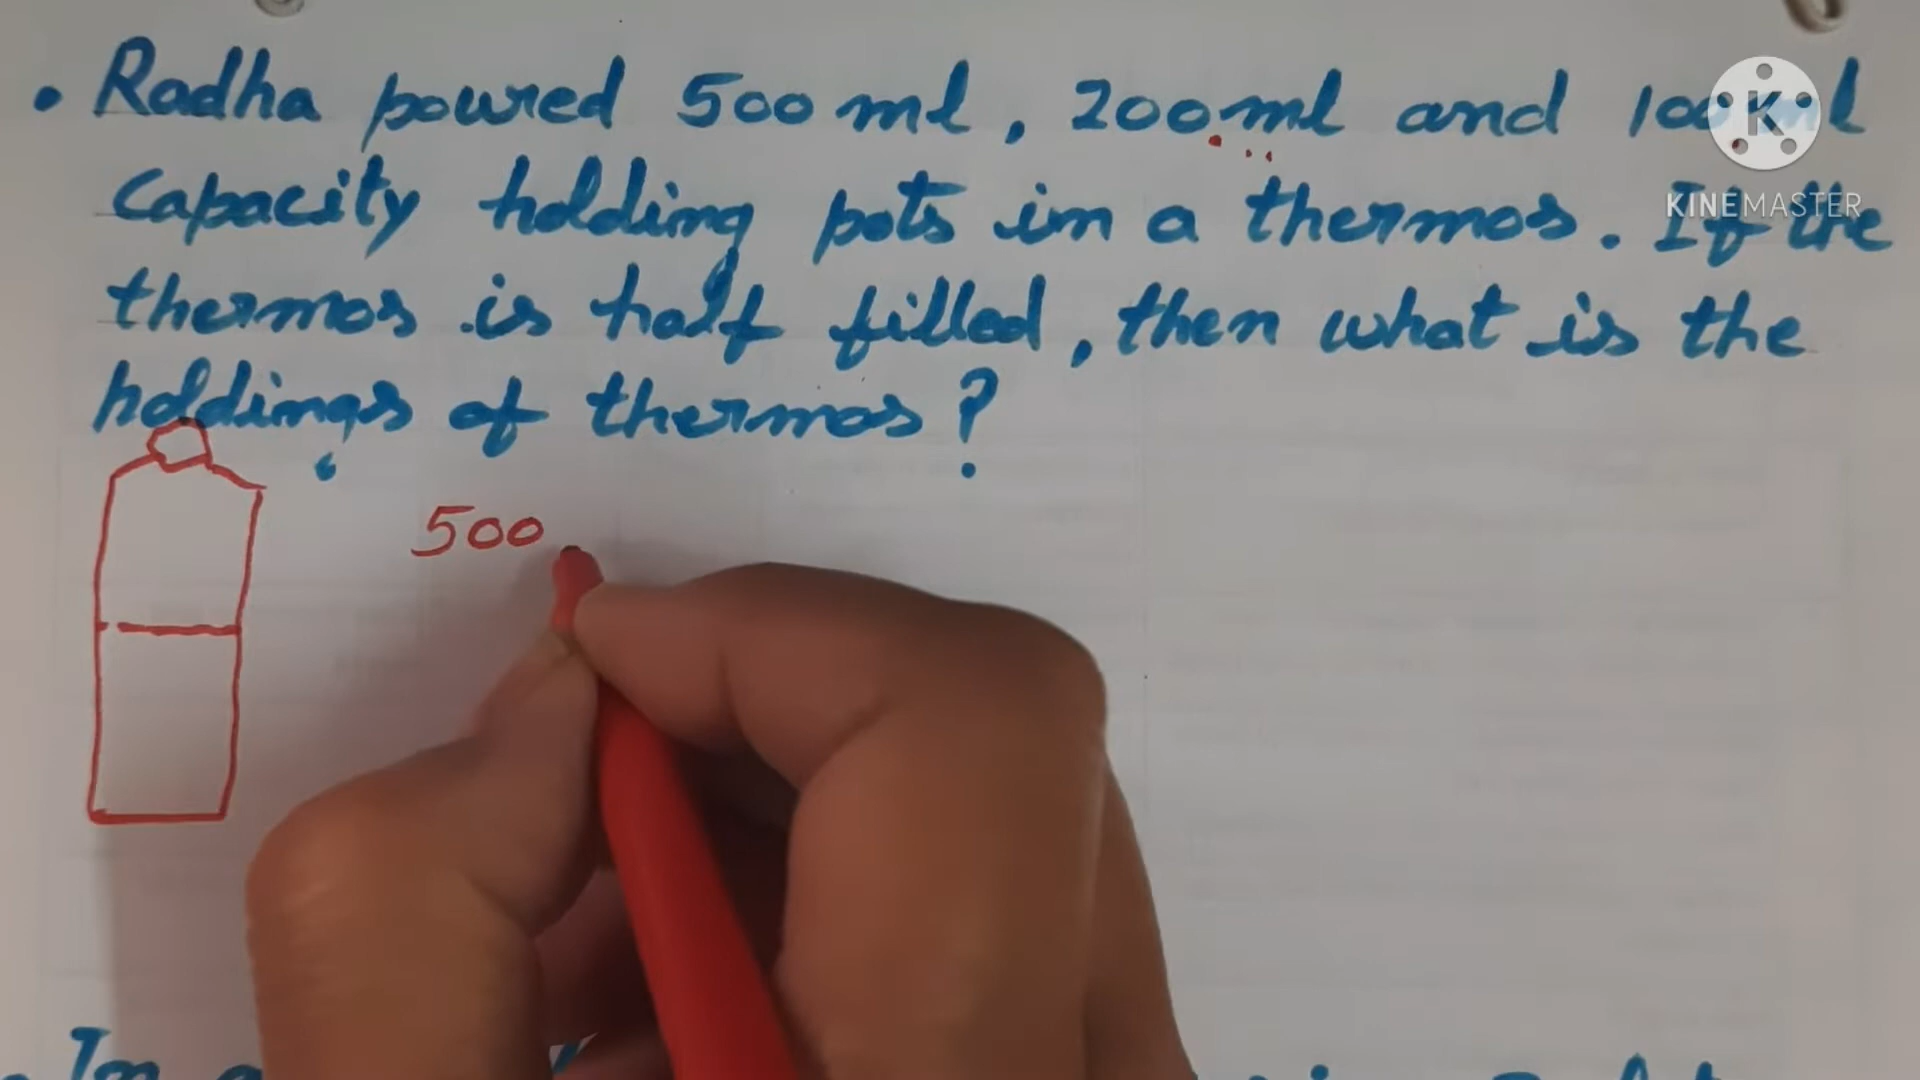 • Radha poured 500 ml, 200 ml and 100 ml
capacity holding pots in a thermos. If the
thermos is half filled, then what is the
holdings of thermos?
500
K
KINEMASTER